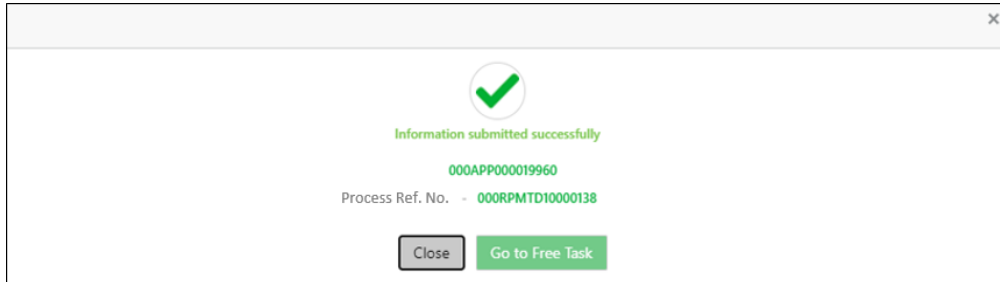 ×
Information submitted successfully
000APP000019960
Process Ref. No. - 000RPMTD10000138
Close Go to Free Task